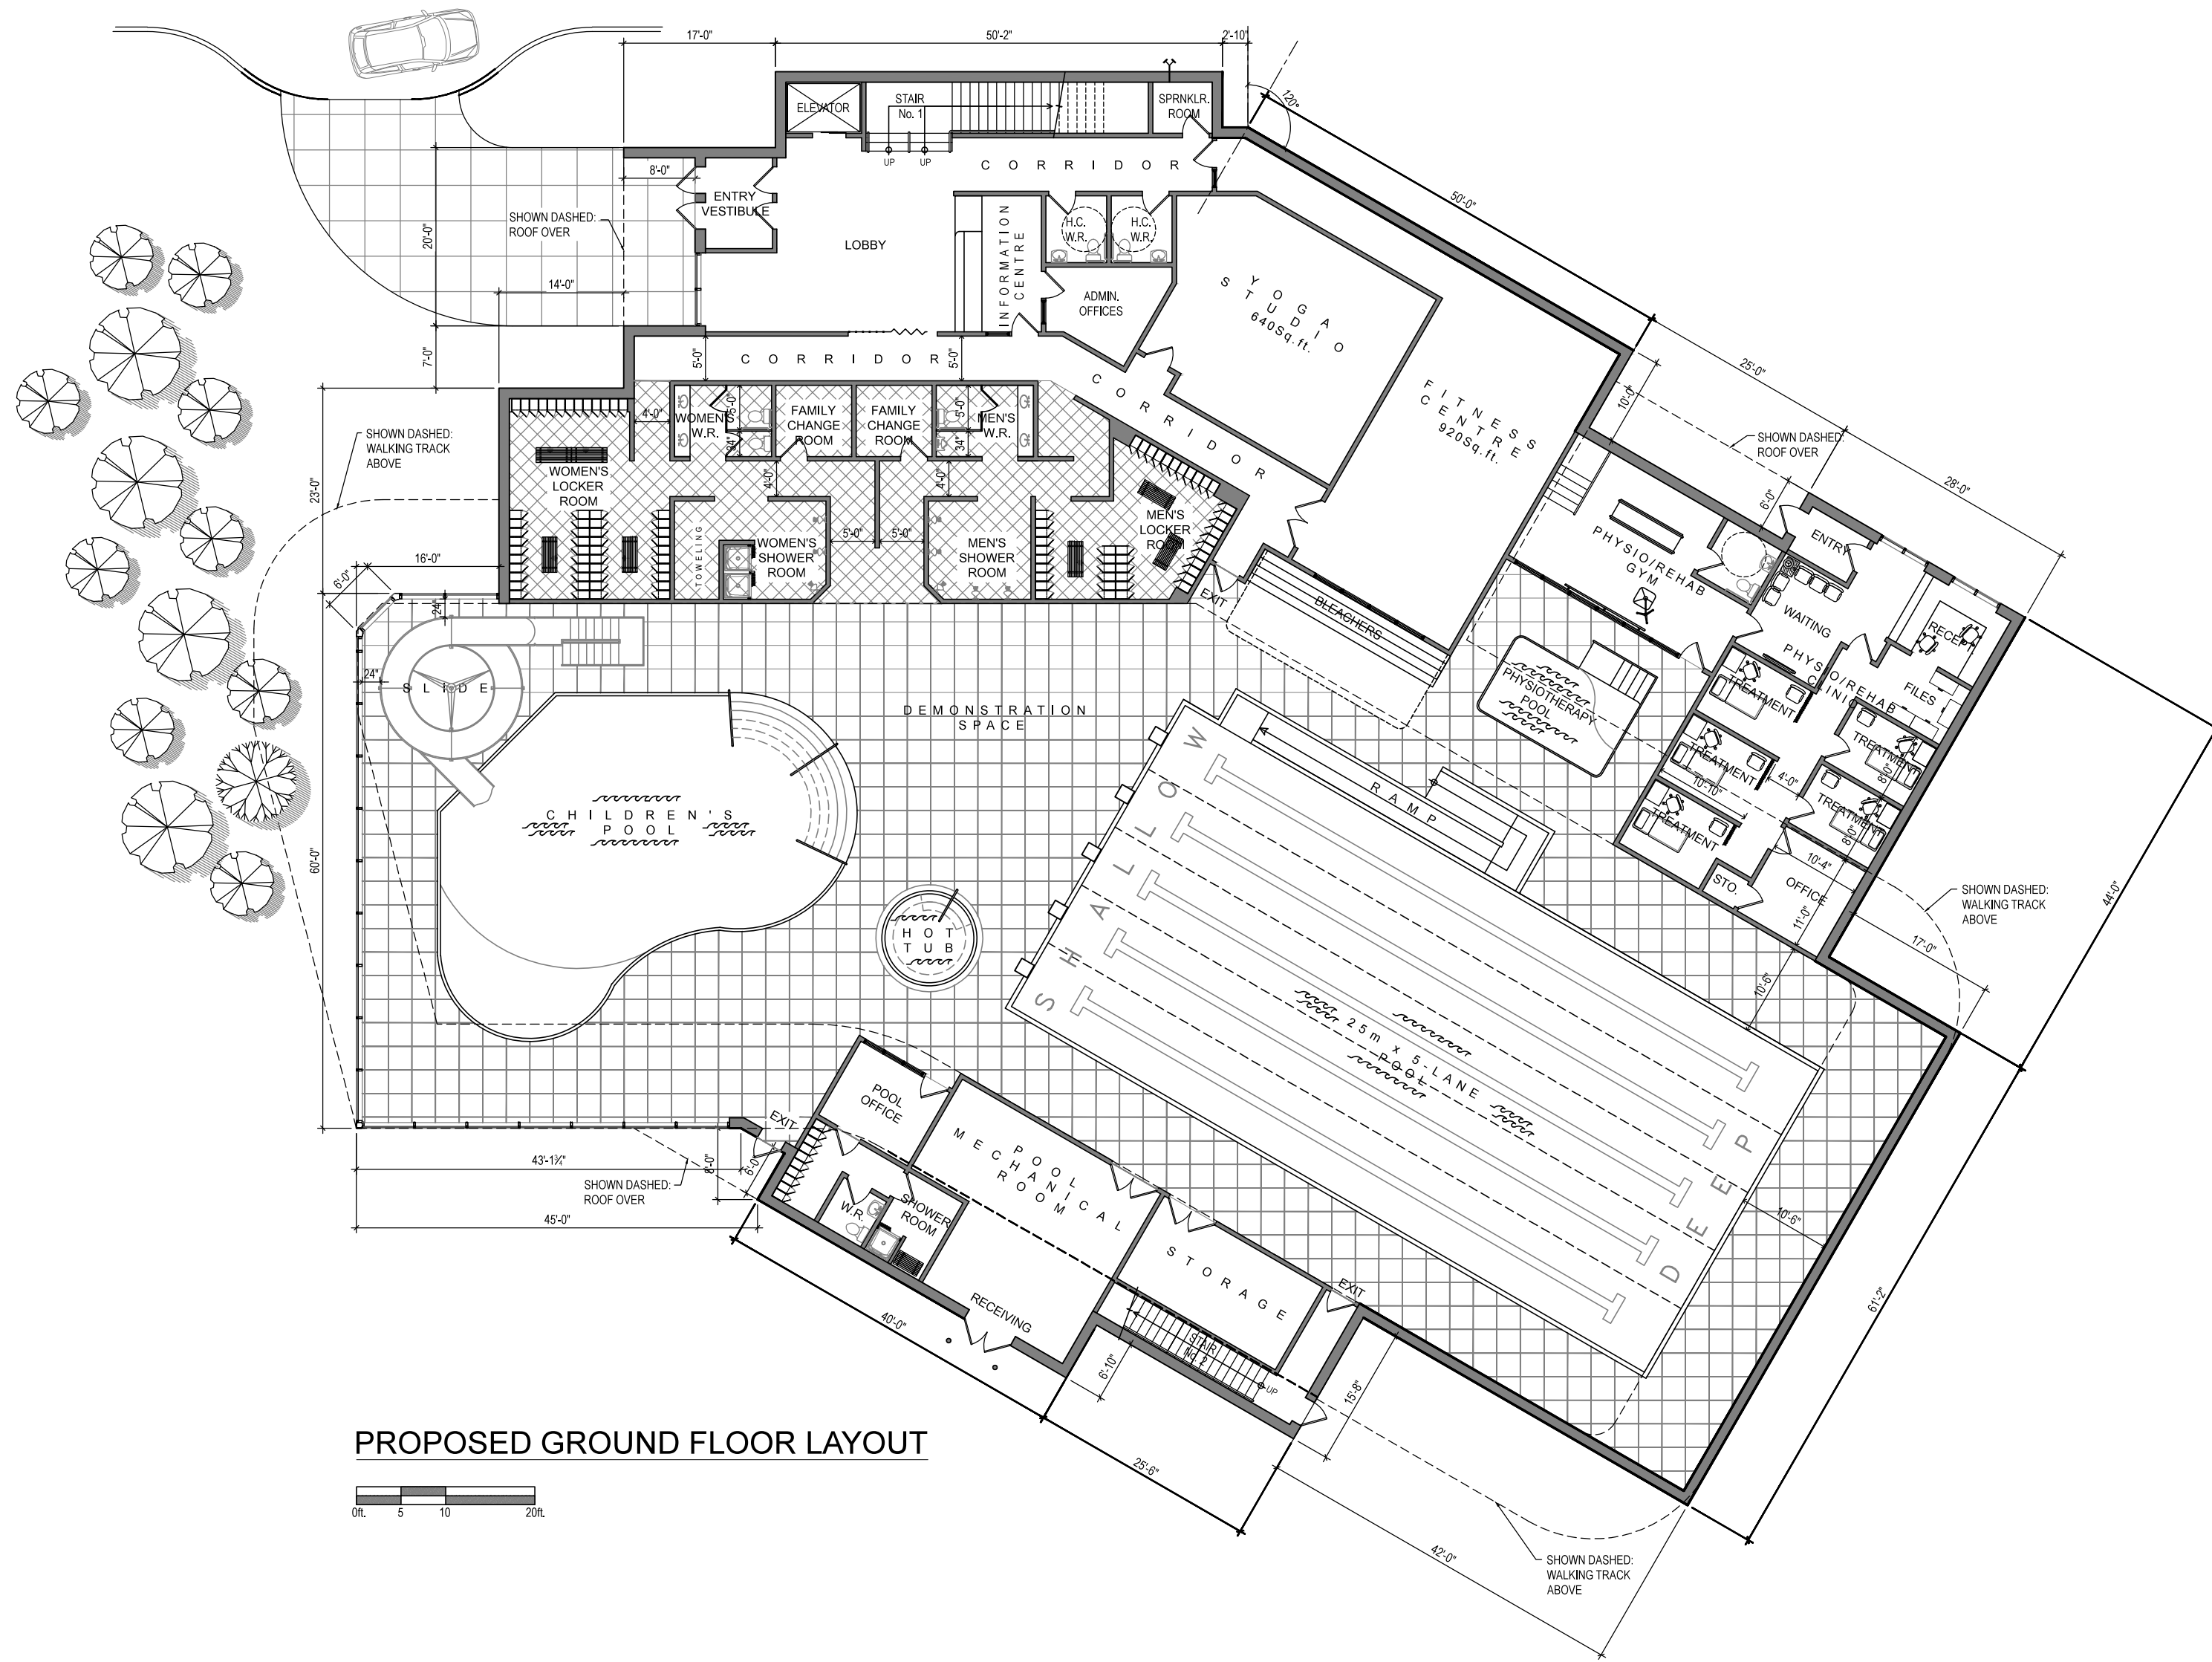 17'-0"
50'-2"
2'-10"
120°
ELEVATOR
STAIR
No. 1
SPRNKLR.
ROOM
UP
UP
C O R R I D O R
8'-0"
ENTRY
VESTIBULE
SHOWN DASHED:
ROOF OVER
20'-0"
LOBBY
INFORMATION
CENTRE
H.C.
W.R.
H.C.
W.R.
ADMIN.
OFFICES
YOGA
STUDIO
640Sq.ft.
50'-0"
14'-0"
7'-0"
5'-0"
C O R R I D O R
5'-0"
C O R R I D O R
FITNESS
CENTRE
920Sq.ft.
10'-0"
25'-0"
SHOWN DASHED:
ROOF OVER
28'-0"
6'-0"
SHOWN DASHED:
WALKING TRACK
ABOVE
23'-0"
4'-0"
WOMEN'S
W.R.
5'-0"
34"
FAMILY
CHANGE
ROOM
FAMILY
CHANGE
ROOM
5'-0"
34"
MEN'S
W.R.
WOMEN'S
LOCKER
ROOM
4'-0"
4'-0"
TOWELING
WOMEN'S
SHOWER
ROOM
5'-0"
5'-0"
MEN'S
SHOWER
ROOM
MEN'S
LOCKER
ROOM
EXIT
BLEACHERS
PHYSIO/REHAB
GYM
ENTRY
WAITING
RECEPT.
PHYSIO/REHAB
CLINIC
FILES
16'-0"
6'-0"
24"
24"
SLIDE
DEMONSTRATION
SPACE
PHYSIOTHERAPY
POOL
TREATMENT
TREATMENT
10'-10"
4'-0"
TREATMENT
TREATMENT
8'-0"
TREATMENT
8'-0"
STO.
10'-4"
OFFICE
11'-0"
44'-0"
SHOWN DASHED:
WALKING TRACK
ABOVE
17'-0"
10'-6"
60'-0"
CHILDREN'S
POOL
HOT
TUB
RAMP
SHALLOW
25m x 5-LANE
POOL
DEEP
10'-6"
61'-2"
POOL
OFFICE
EXIT
43'-1¾"
8'-0"
6'-0"
SHOWN DASHED:
ROOF OVER
45'-0"
W.R.
SHOWER
ROOM
POOL
MECHANICAL
ROOM
RECEIVING
STORAGE
EXIT
STAIR
No. 2
UP
40'-0"
6'-10"
15'-8"
25'-6"
42'-0"
SHOWN DASHED:
WALKING TRACK
ABOVE
PROPOSED GROUND FLOOR LAYOUT
0ft. 5 10 20ft.